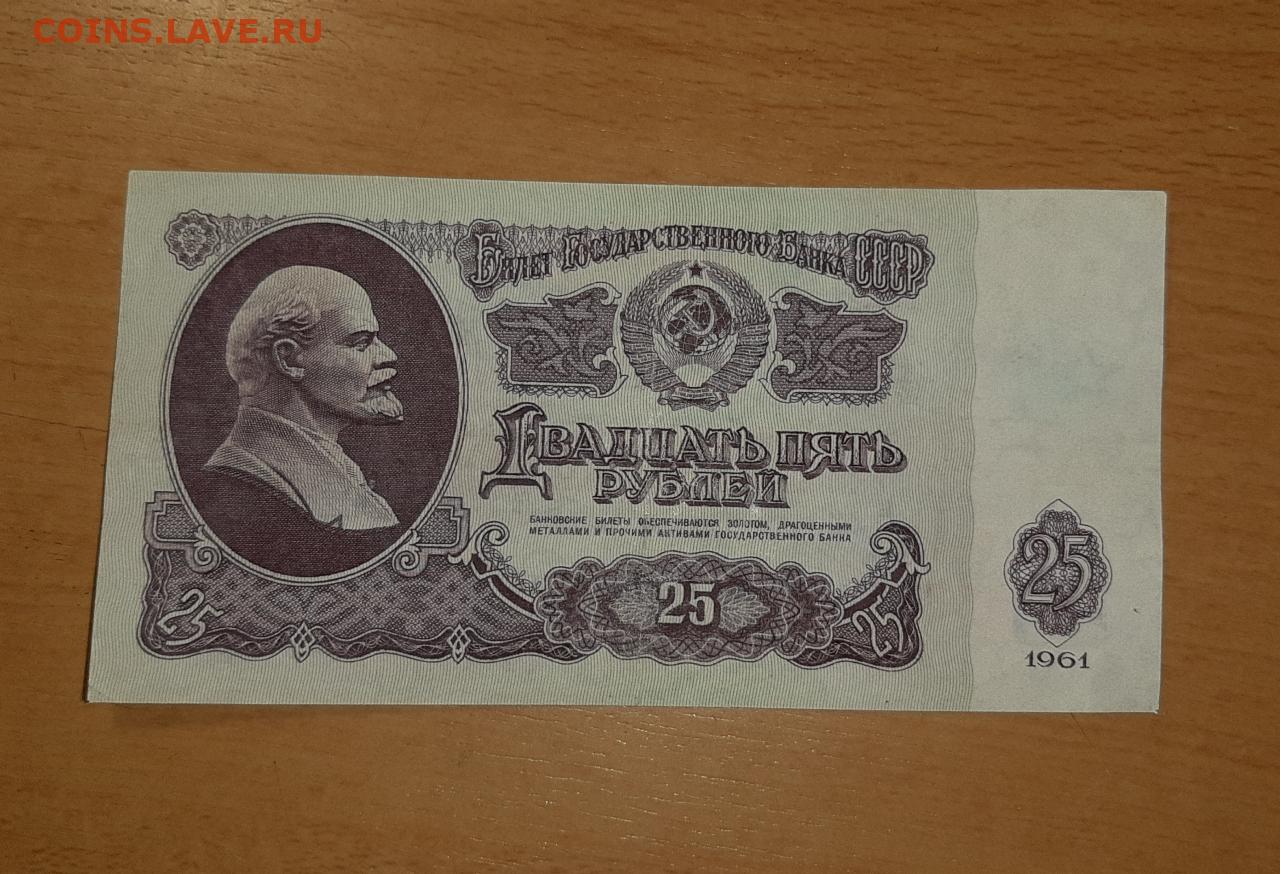 COINS.LAVE.RU
Билет Государственного Банка СССР
Двадцать пять
рублей
БАНКОВСКИЕ БИЛЕТЫ ОБЕСПЕЧИВАЮТСЯ ЗОЛОТОМ, ДРАГОЦЕННЫМИ
МЕТАЛЛАМИ И ПРОЧИМИ АКТИВАМИ ГОСУДАРСТВЕННОГО БАНКА
25
25
25
25
1961